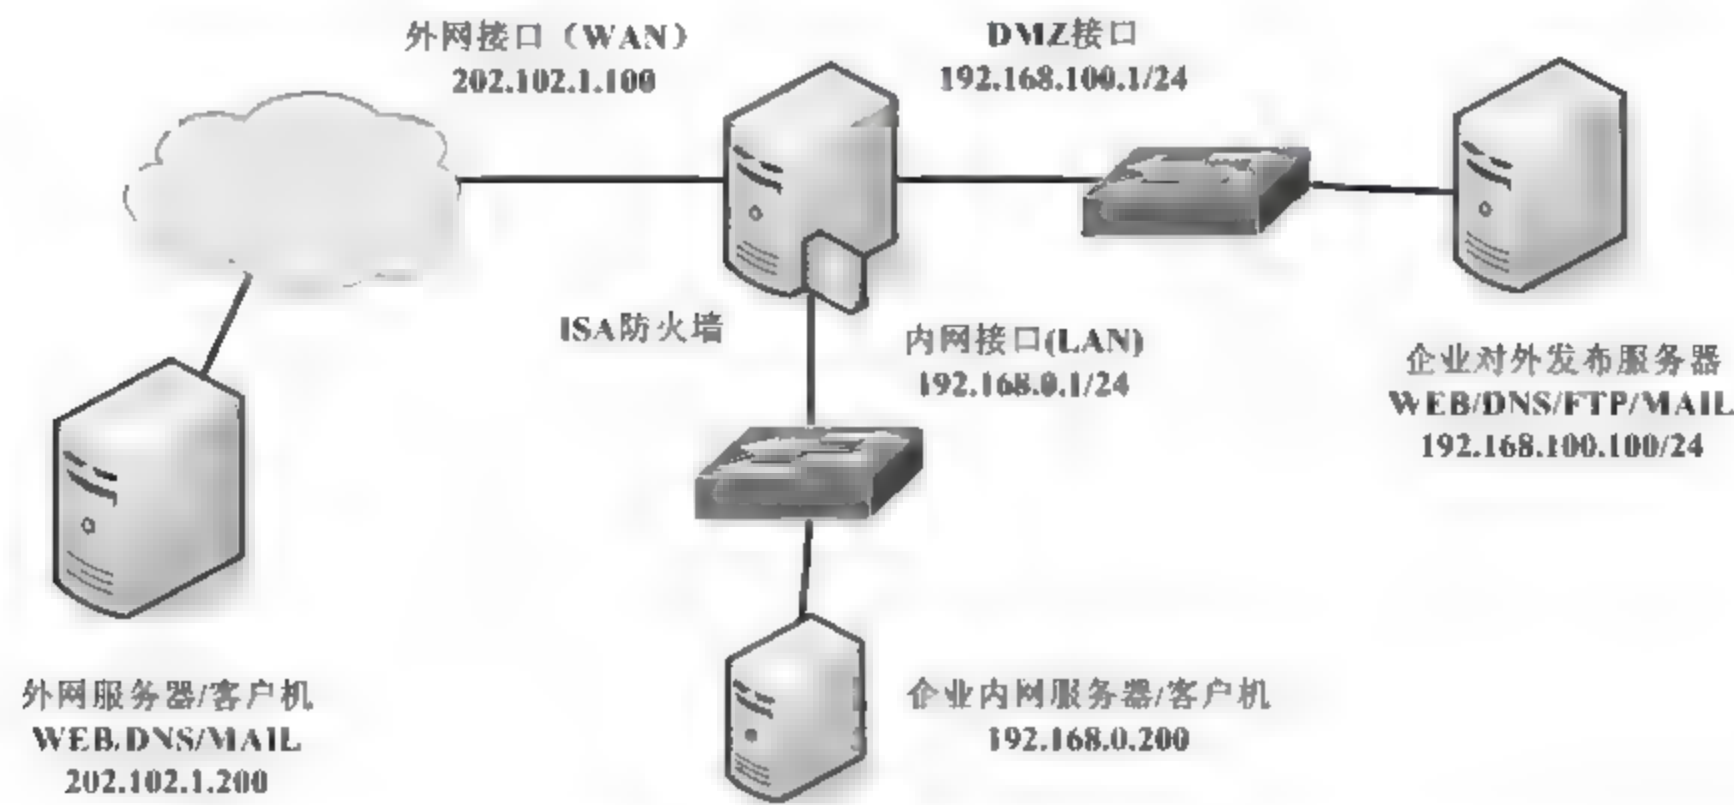 外网接口（WAN）
202.102.1.100
DMZ接口
192.168.100.1/24
ISA防火墙
内网接口(LAN)
192.168.0.1/24
企业对外发布服务器
WEB/DNS/FTP/MAIL
192.168.100.100/24
外网服务器/客户机
WEB.DNS/MAIL
202.102.1.200
企业内网服务器/客户机
192.168.0.200